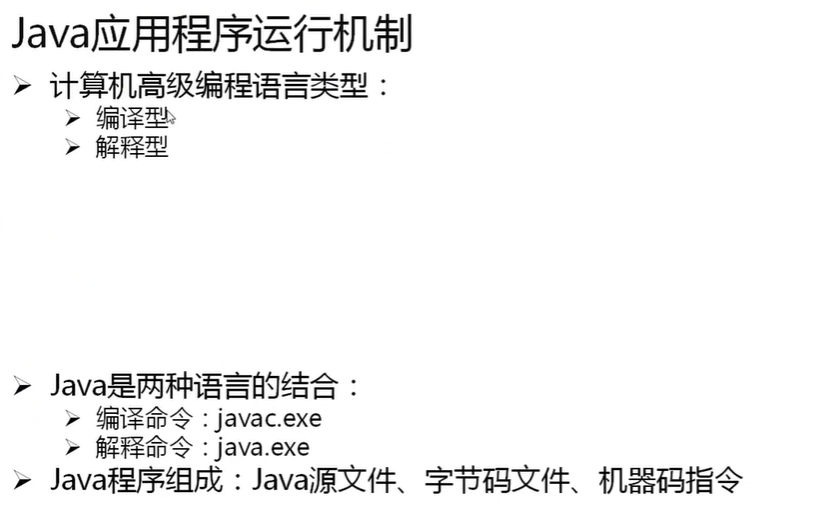 Java应用程序运行机制
➢ 计算机高级编程语言类型：
➢ 编译型
➢ 解释型
➢ Java是两种语言的结合：
➢ 编译命令：javac.exe
➢ 解释命令：java.exe
➢ Java程序组成：Java源文件、字节码文件、机器码指令